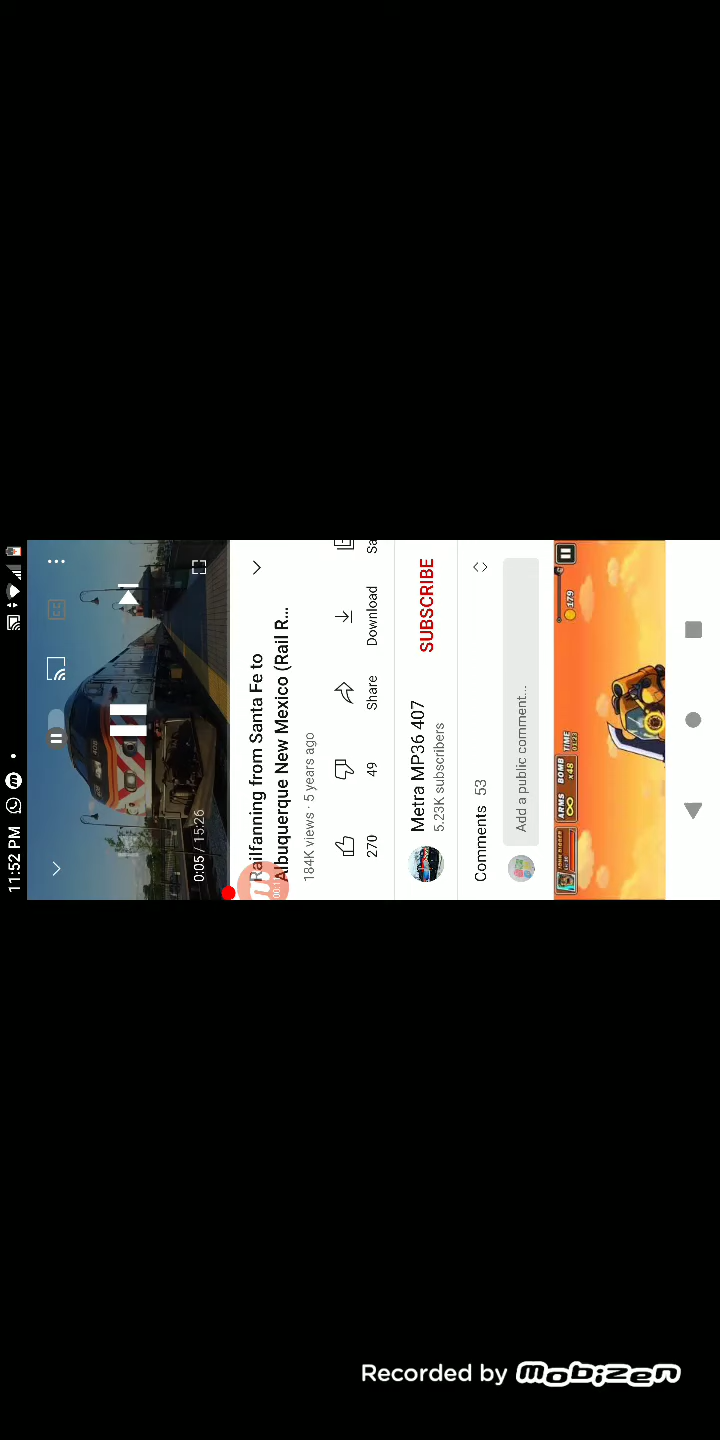 11:52 PM
CC
0:05 / 15:26
Railfanning from Santa Fe to
Albuquerque New Mexico (Rail R...
184K views · 5 years ago
270
49
Share
Download
Sa
Metra MP36 407
5.23K subscribers
SUBSCRIBE
Comments 53
Add a public comment...
ARMS
BOMB
x48
TIME
179
Recorded by mobizen